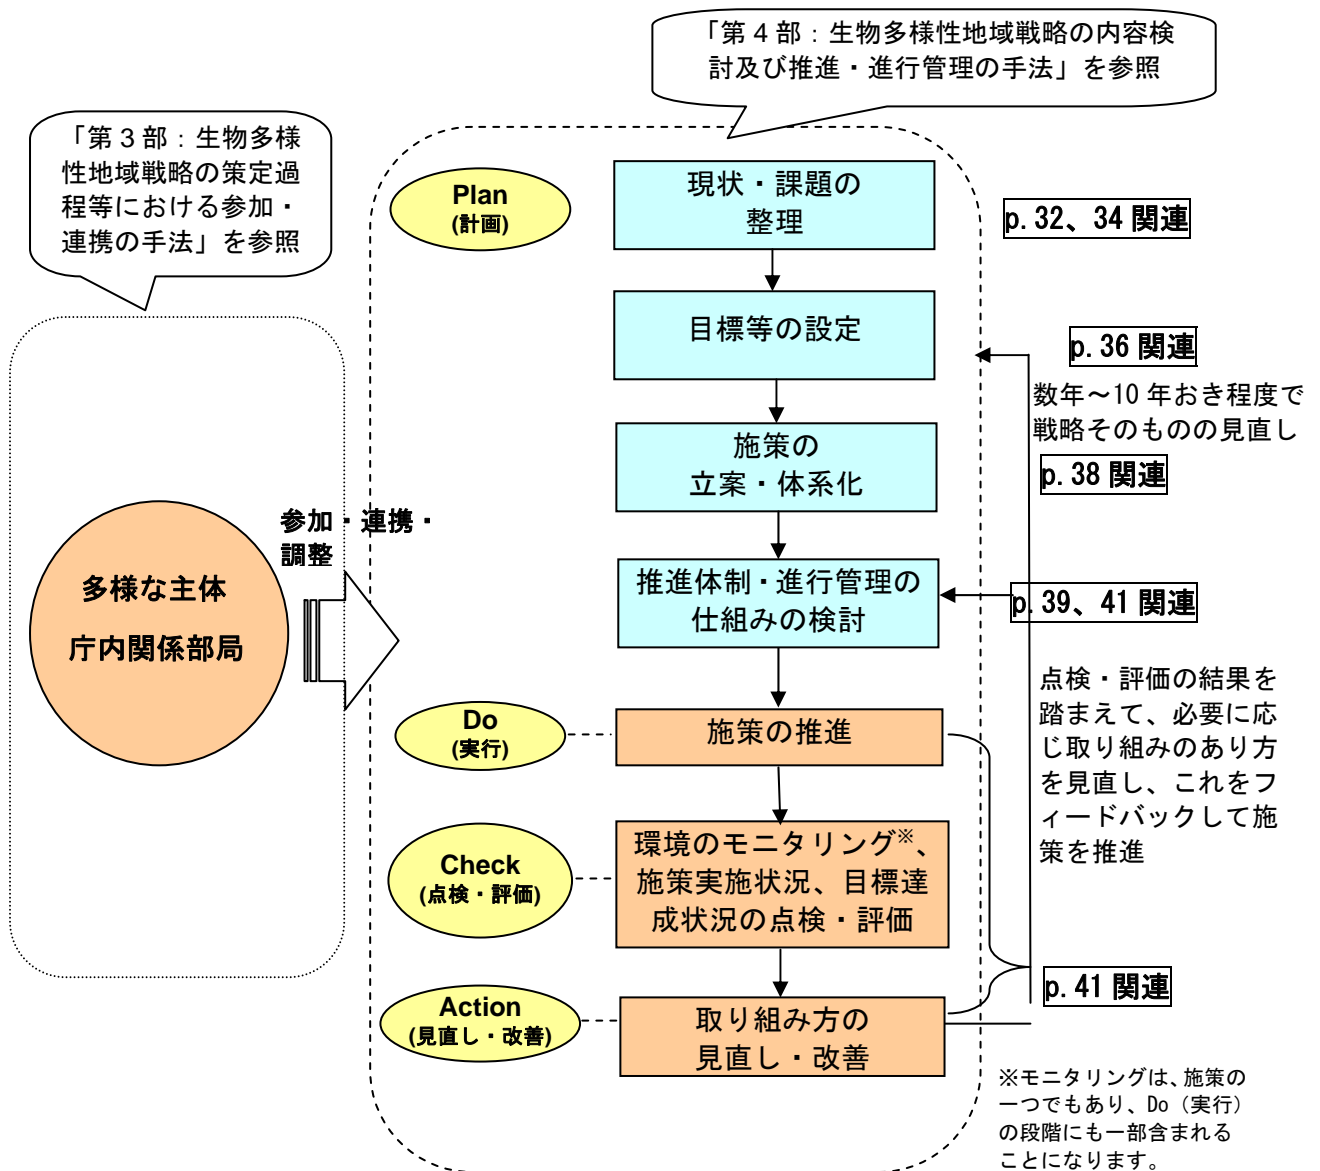 「第4部：生物多様性地域戦略の内容検
討及び推進・進行管理の手法」を参照
「第3部：生物多様
性地域戦略の策定過
程等における参加・
連携の手法」を参照
Plan
(計画)
現状・課題の
整理
p.32、34 関連
目標等の設定
p.36 関連
数年～10 年おき程度で
戦略そのものの見直し
施策の
立案・体系化
p.38 関連
参加・連携・
調整
多様な主体
庁内関係部局
推進体制・進行管理の
仕組みの検討
p.39、41 関連
点検・評価の結果を
踏まえて、必要に応
じ取り組みのあり方
を見直し、これをフ
ィードバックして施
策を推進
Do
(実行)
施策の推進
Check
(点検・評価)
環境のモニタリング※、
施策実施状況、目標達
成状況の点検・評価
p.41 関連
Action
(見直し・改善)
取り組み方の
見直し・改善
※モニタリングは、施策の
一つでもあり、Do（実行）
の段階にも一部含まれる
ことになります。